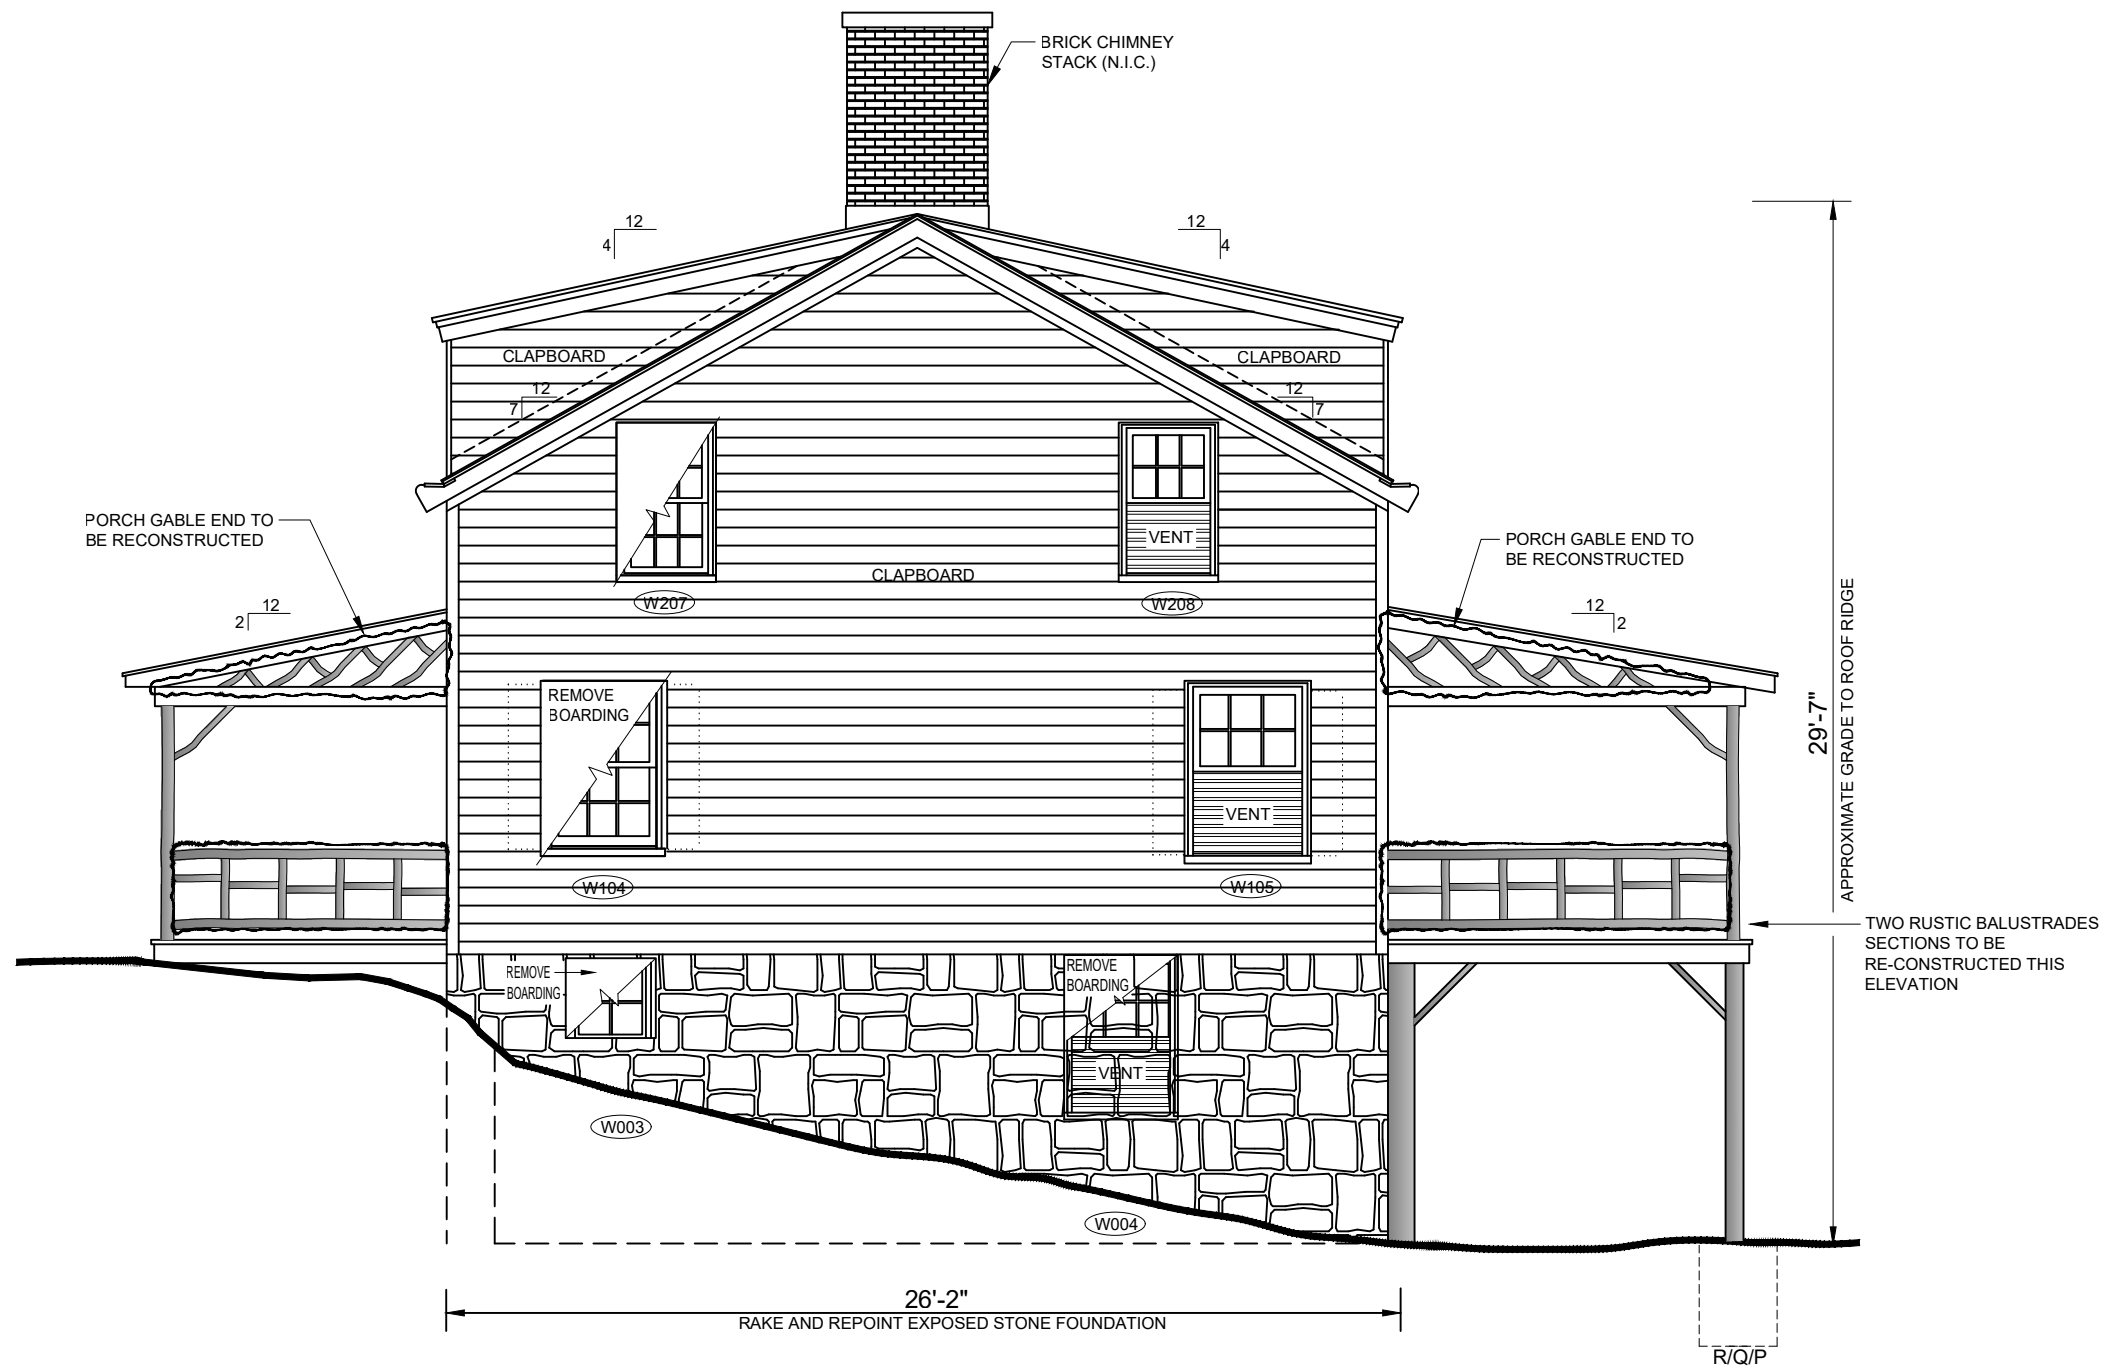 BRICK CHIMNEY
STACK (N.I.C.)
12
4
12
4
CLAPBOARD
CLAPBOARD
12
7
12
7
PORCH GABLE END TO
BE RECONSTRUCTED
VENT
PORCH GABLE END TO
BE RECONSTRUCTED
CLAPBOARD
W207
W208
12
2
12
2
REMOVE
BOARDING
29'-7"
APPROXIMATE GRADE TO ROOF RIDGE
VENT
W104
W105
TWO RUSTIC BALUSTRADES
SECTIONS TO BE
RE-CONSTRUCTED THIS
ELEVATION
REMOVE
BOARDING
REMOVE
BOARDING
VENT
W003
W004
26'-2"
RAKE AND REPOINT EXPOSED STONE FOUNDATION
R/Q/P